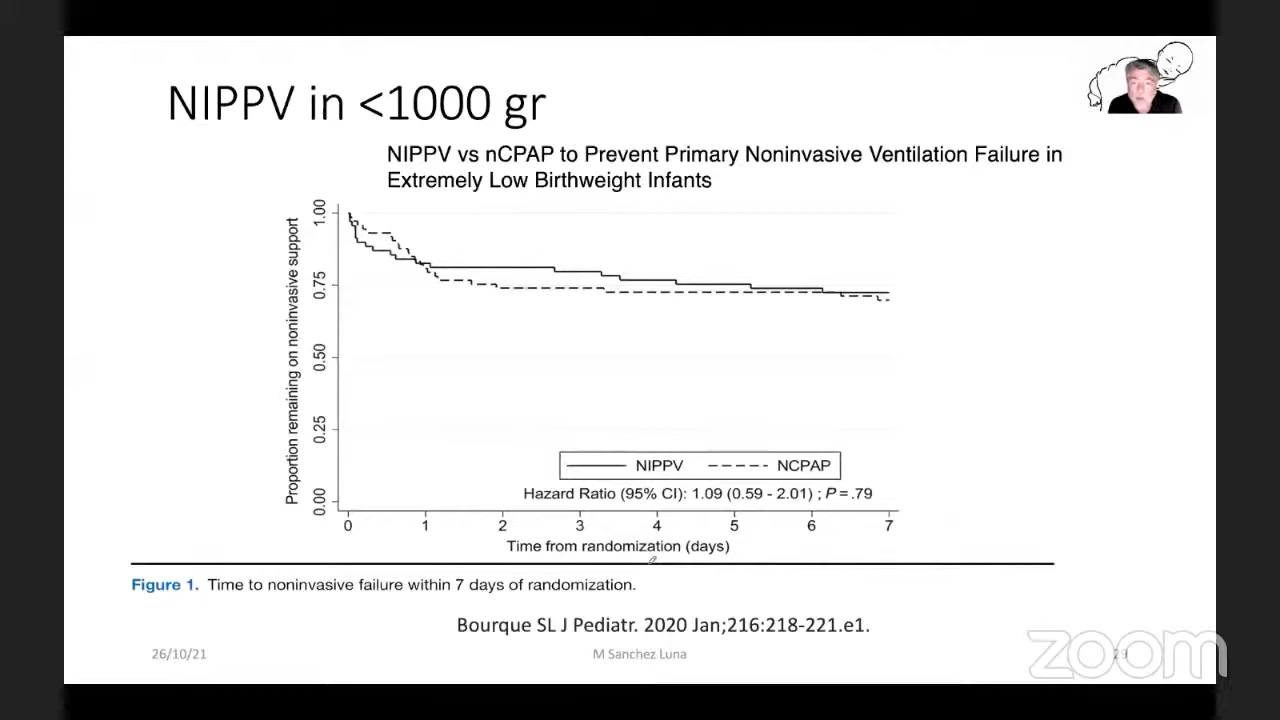 NIPPV in <1000 gr
NIPPV vs nCPAP to Prevent Primary Noninvasive Ventilation Failure in
Extremely Low Birthweight Infants
Proportion remaining on noninvasive support
1.00
0.75
0.50
0.25
0.00
NIPPV
NCPAP
Hazard Ratio (95% CI): 1.09 (0.59 - 2.01) ; P = .79
0 1 2 3 4 5 6 7
Time from randomization (days)
Figure 1. Time to noninvasive failure within 7 days of randomization.
Bourque SL J Pediatr. 2020 Jan;216:218-221.e1.
26/10/21
M Sanchez Luna
29
zoom